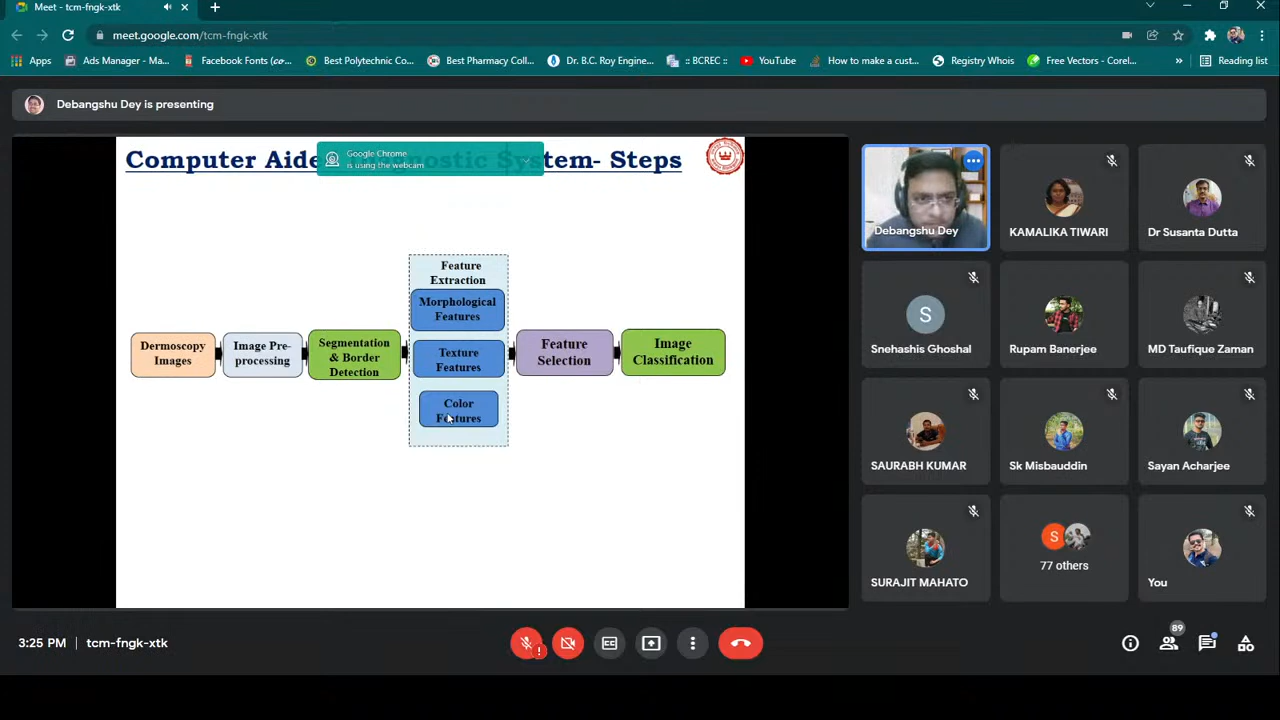 Meet - tcm-fngk-xtk
meet.google.com/tcm-fngk-xtk
Apps
Ads Manager - Ma...
Facebook Fonts (𝓬𝓸...
Best Polytechnic Co...
Best Pharmacy Coll...
Dr. B.C. Roy Engine...
:: BCREC ::
YouTube
How to make a cust...
Registry Whois
Free Vectors - Corel...
»
Reading list
Debangshu Dey is presenting
Computer Aide
ostic System- Steps
Google Chrome
is using the webcam
Dermoscopy
Images
Image Pre-
processing
Segmentation
& Border
Detection
Feature
Extraction
Morphological
Features
Texture
Features
Color
Features
Feature
Selection
Image
Classification
Debangshu Dey
KAMALIKA TIWARI
Dr Susanta Dutta
S
Snehashis Ghoshal
Rupam Banerjee
MD Taufique Zaman
SAURABH KUMAR
Sk Misbauddin
Sayan Acharjee
SURAJIT MAHATO
S
77 others
You
3:25 PM | tcm-fngk-xtk
89